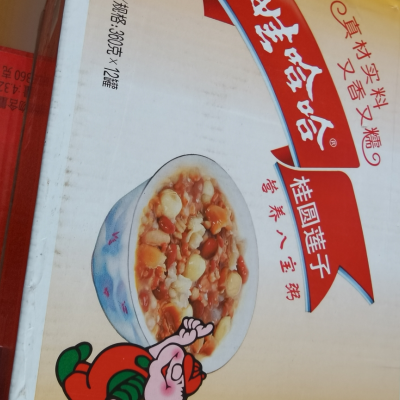 真材实料
又香又糯
娃哈哈®
桂圆莲子
营养八宝粥
规格:360克×12罐